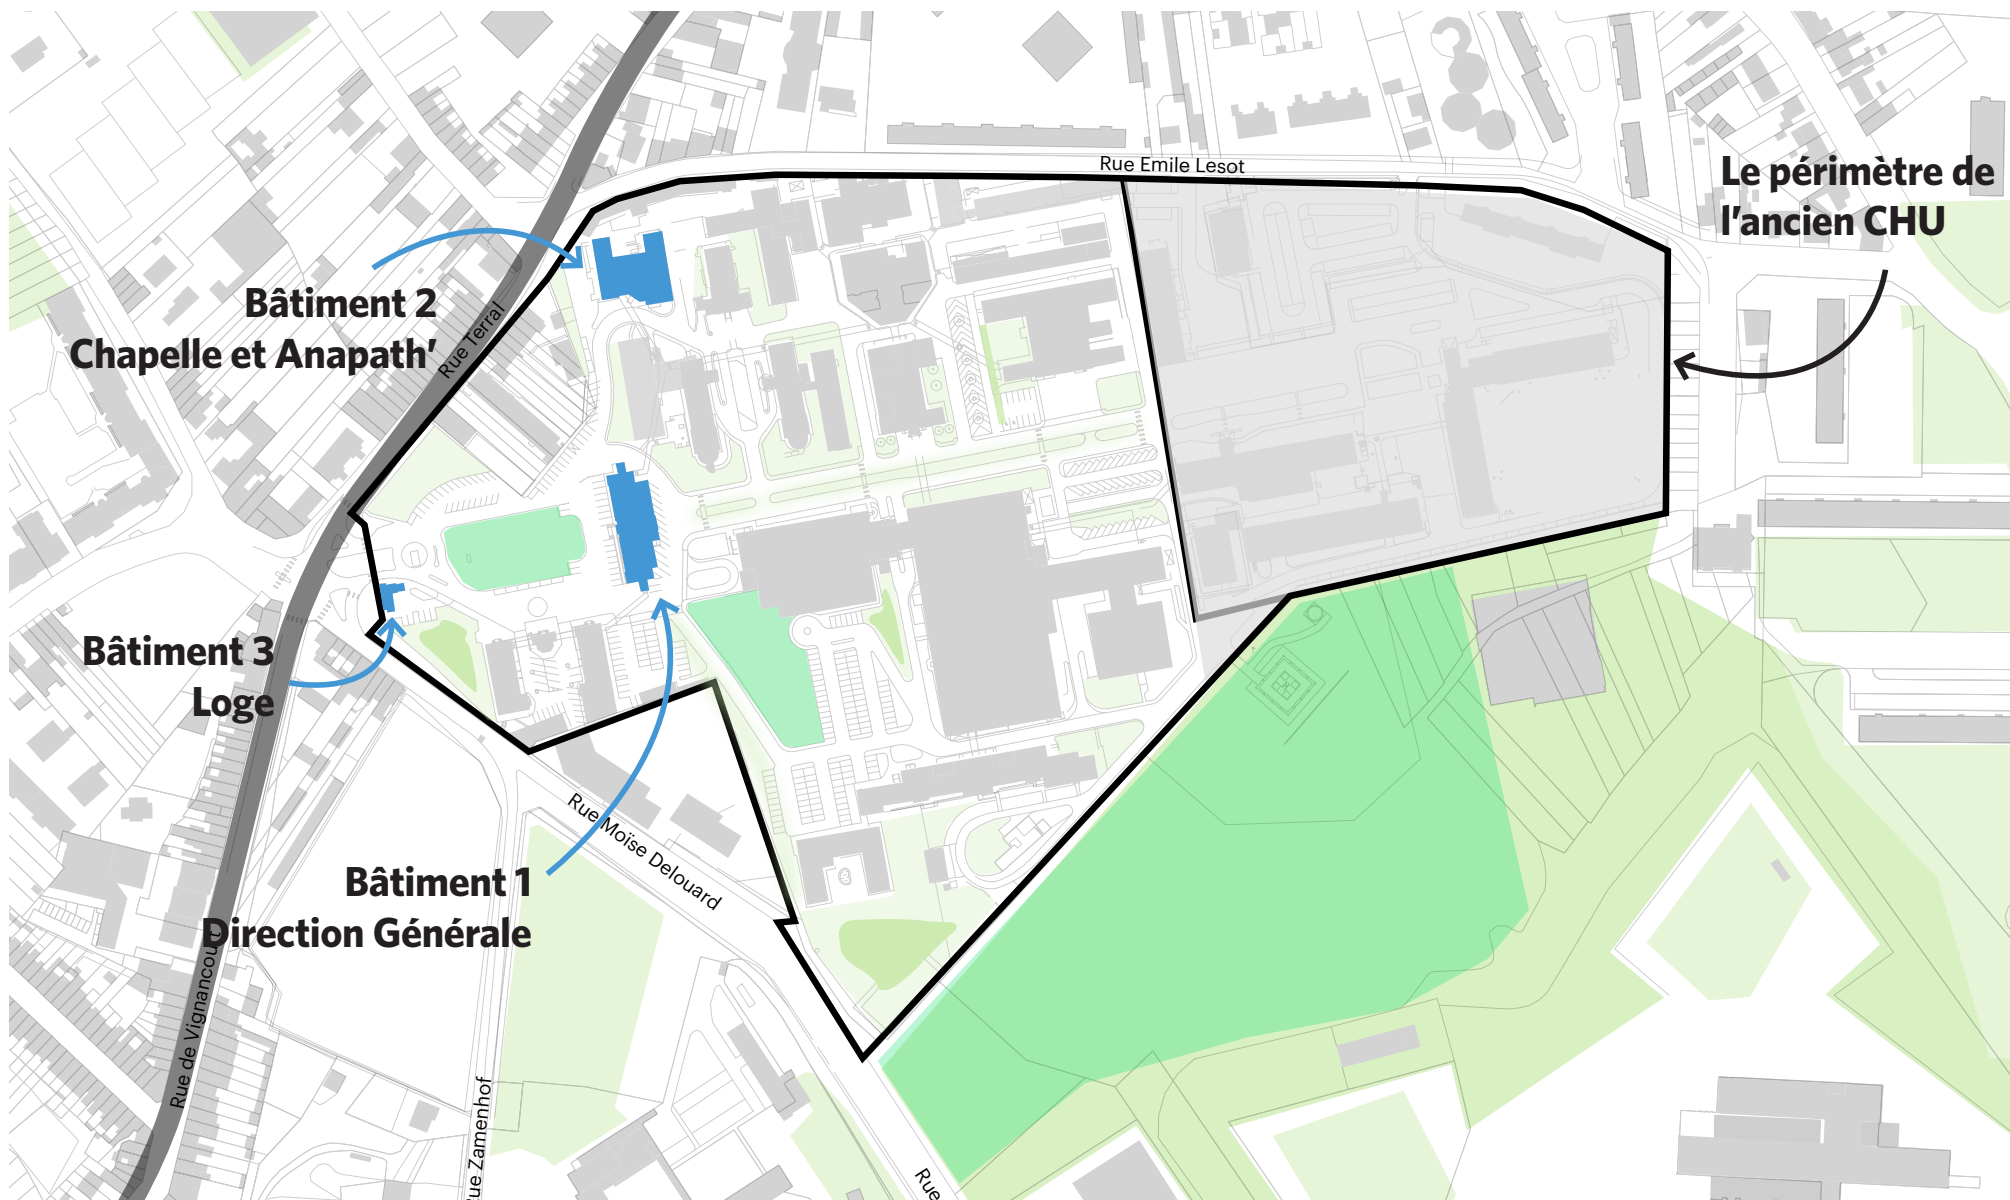 Rue Emile Lesot
Le périmètre de
l'ancien CHU
Bâtiment 2
Chapelle et Anapath'
Rue Terral
Bâtiment 3
Loge
Rue Moïse Delouard
Bâtiment 1
Direction Générale
Rue de Vignancourt
Rue Zamenhof
Rue